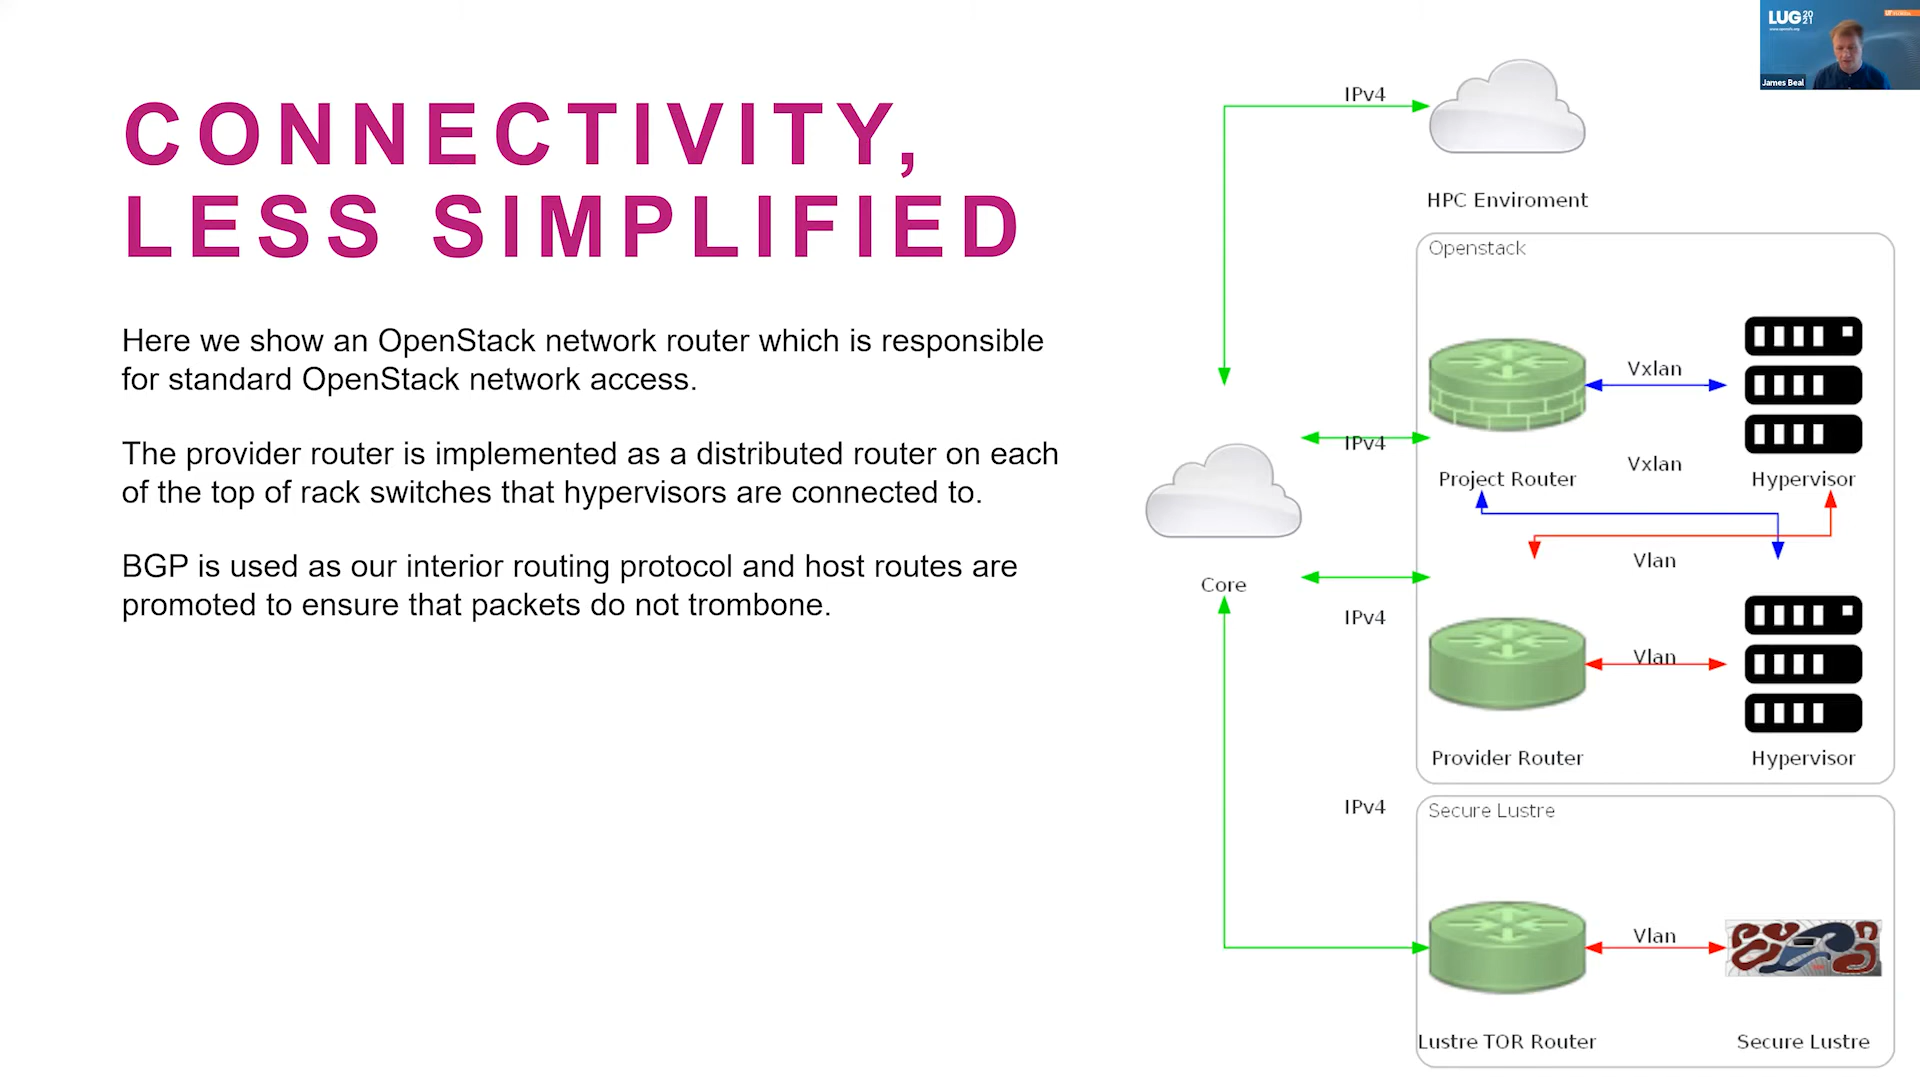 CONNECTIVITY,
LESS SIMPLIFIED
Here we show an OpenStack network router which is responsible
for standard OpenStack network access.
The provider router is implemented as a distributed router on each
of the top of rack switches that hypervisors are connected to.
BGP is used as our interior routing protocol and host routes are
promoted to ensure that packets do not trombone.
LUG 2021
James Beal
IPv4
HPC Enviroment
Openstack
Vxlan
IPv4
Project Router
Vxlan
Hypervisor
Vlan
Core
IPv4
Vlan
Provider Router
Hypervisor
IPv4
Secure Lustre
Vlan
Lustre TOR Router
Secure Lustre